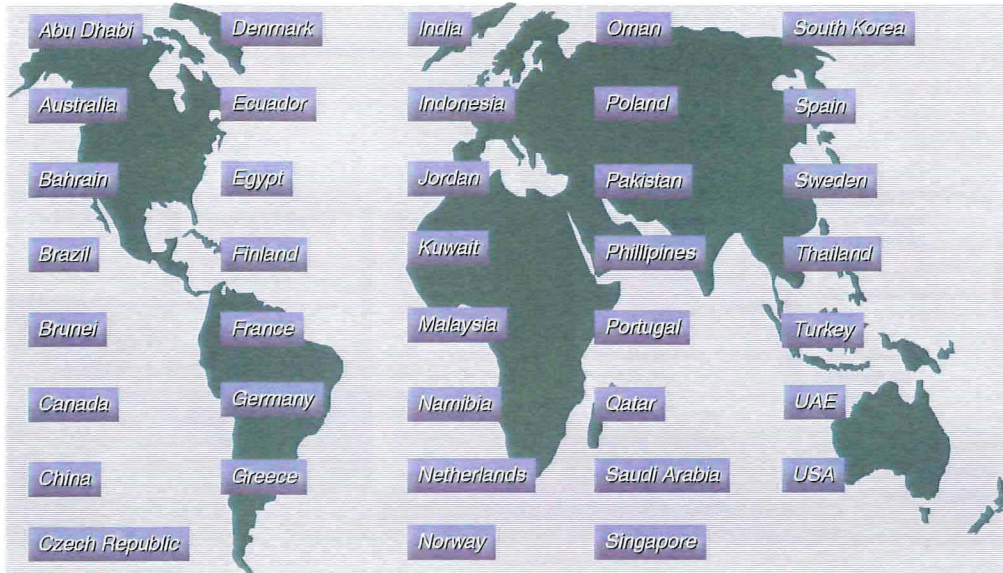 Abu Dhabi
Australia
Bahrain
Brazil
Brunei
Canada
China
Czech Republic
Denmark
Ecuador
Egypt
Finland
France
Germany
Greece
India
Indonesia
Jordan
Kuwait
Malaysia
Namibia
Netherlands
Norway
Oman
Poland
Pakistan
Phillipines
Portugal
Qatar
Saudi Arabia
Singapore
South Korea
Spain
Sweden
Thailand
Turkey
UAE
USA